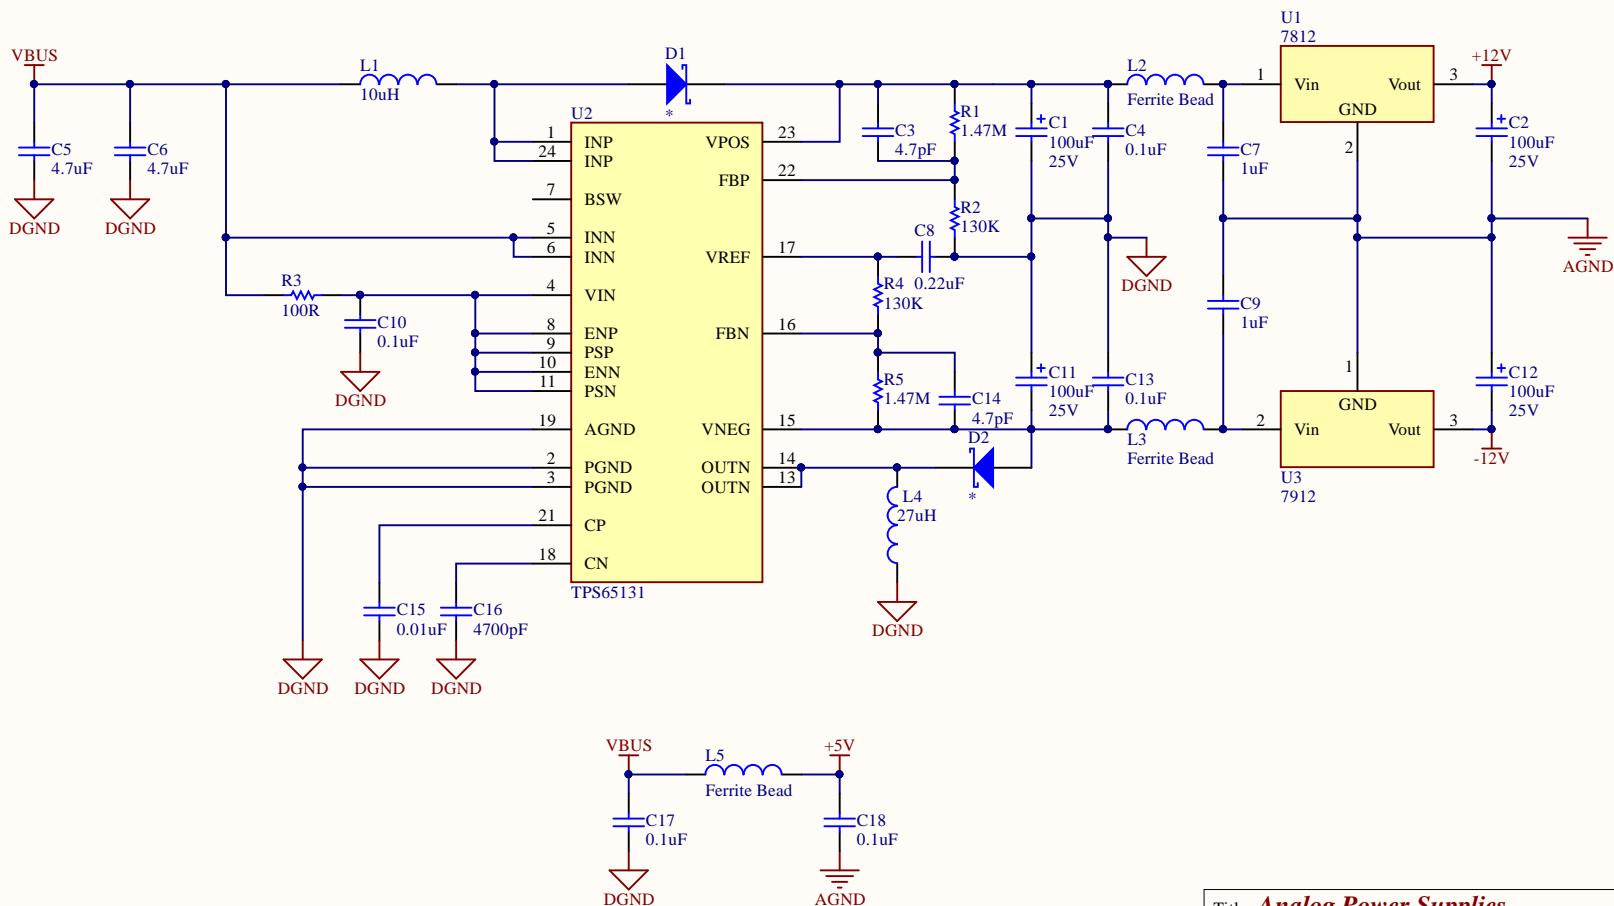 VBUS
C5
4.7uF
DGND
C6
4.7uF
DGND
L1
10uH
D1
*
U2
1
INP
24
INP
7
BSW
5
INN
6
INN
4
VIN
8
ENP
9
PSP
10
ENN
11
PSN
19
AGND
2
PGND
3
PGND
21
CP
18
CN
TPS65131
VPOS
23
FBP
22
VREF
17
FBN
16
VNEG
15
OUTN
14
OUTN
13
R3
100R
C10
0.1uF
DGND
DGND
C15
0.01uF
DGND
C16
4700pF
DGND
C3
4.7pF
R1
1.47M
R2
130K
C8
0.22uF
R4
130K
R5
1.47M
C14
4.7pF
D2
*
L4
27uH
DGND
+
C1
100uF
25V
C4
0.1uF
DGND
+
C11
100uF
25V
C13
0.1uF
L2
Ferrite Bead
L3
Ferrite Bead
C7
1uF
C9
1uF
U1
7812
1
Vin
Vout
3
GND
2
+12V
+
C2
100uF
25V
AGND
1
GND
2
Vin
Vout
3
U3
7912
+
C12
100uF
25V
-12V
VBUS
L5
Ferrite Bead
+5V
C17
0.1uF
DGND
C18
0.1uF
AGND
Analog Power Supplies